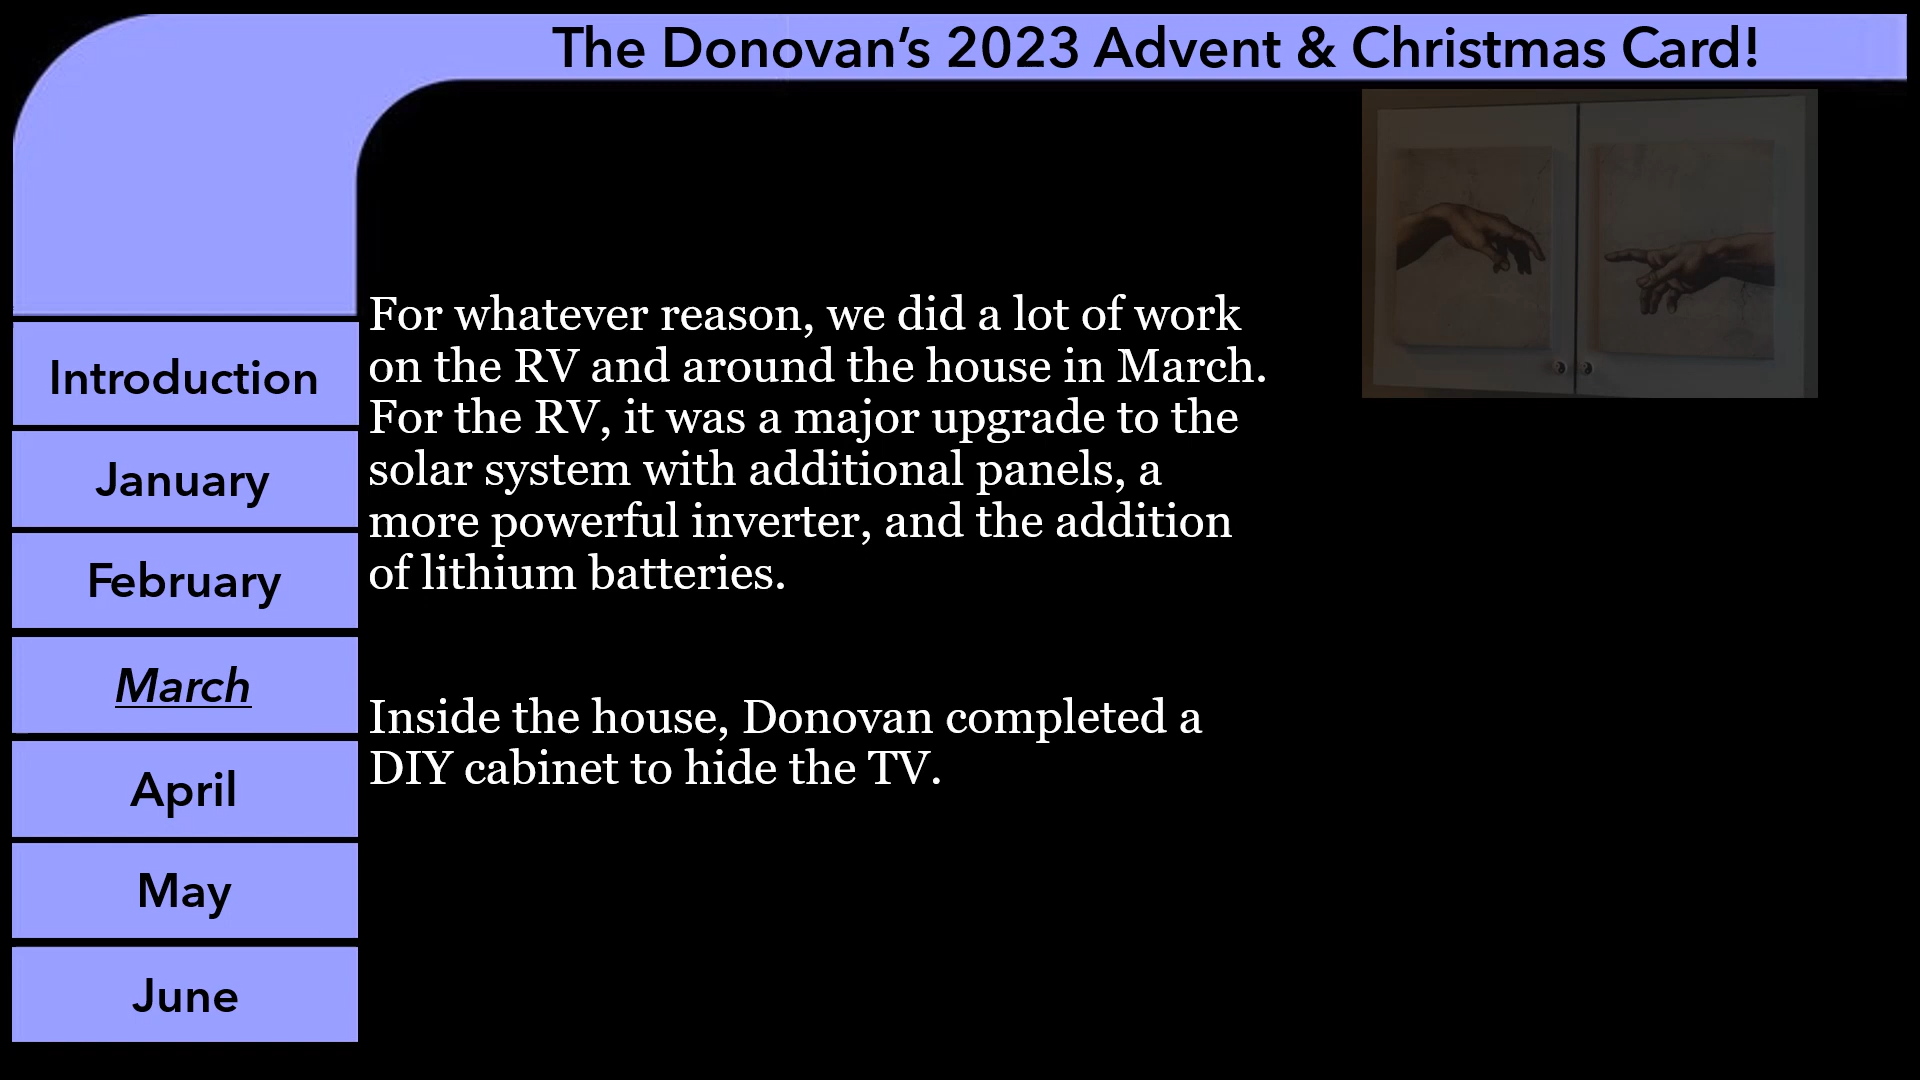 The Donovan’s 2023 Advent & Christmas Card!
Introduction
January
February
March
April
May
June
For whatever reason, we did a lot of work
on the RV and around the house in March.
For the RV, it was a major upgrade to the
solar system with additional panels, a
more powerful inverter, and the addition
of lithium batteries.
Inside the house, Donovan completed a
DIY cabinet to hide the TV.